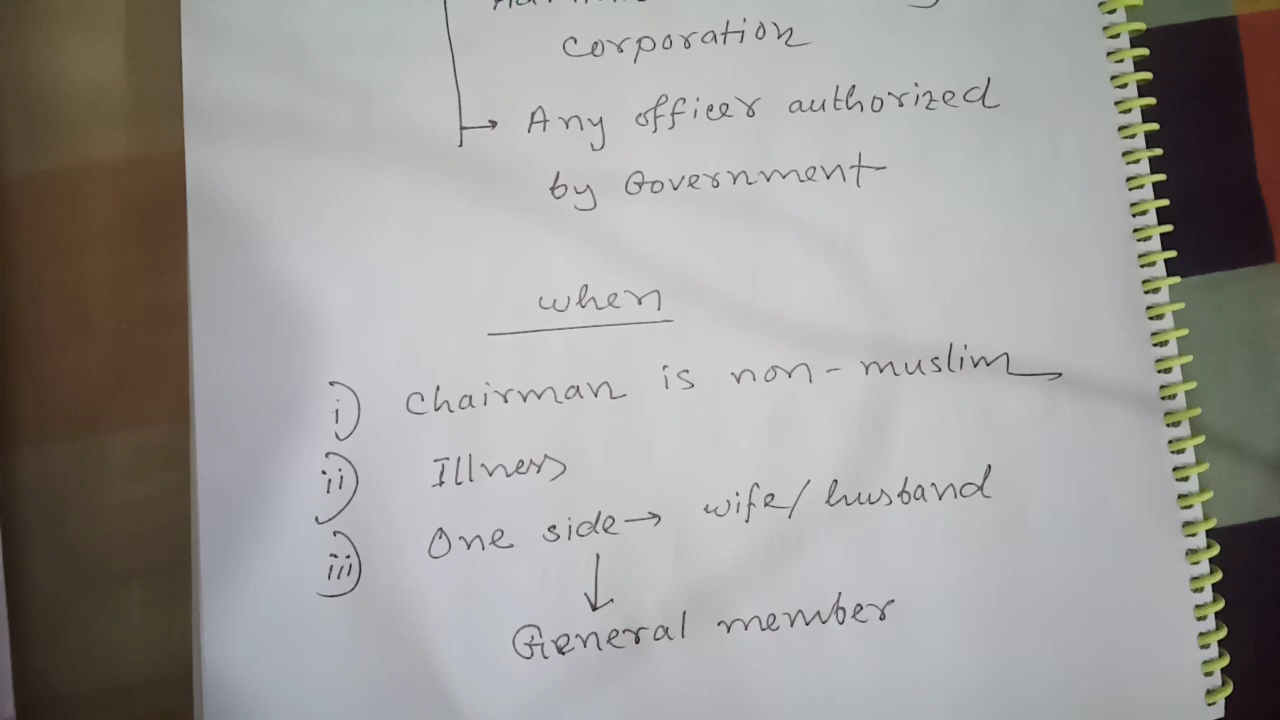 corporation
→ Any officer authorized
by Government
when
i) Chairman is non-muslim
ii) Illness
iii) One side → wife/husband
↓
General member